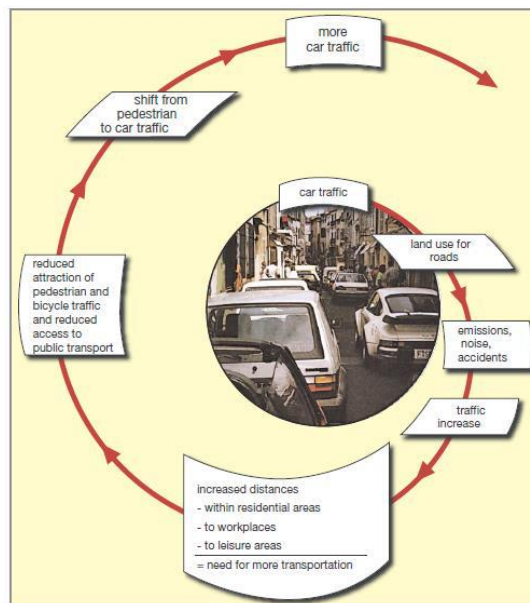 more
car traffic
shift from
pedestrian
to car traffic
car traffic
land use for
roads
reduced
attraction of
pedestrian and
bicycle traffic
and reduced
access to
public transport
emissions,
noise,
accidents
traffic
increase
increased distances
- within residential areas
- to workplaces
- to leisure areas
= need for more transportation